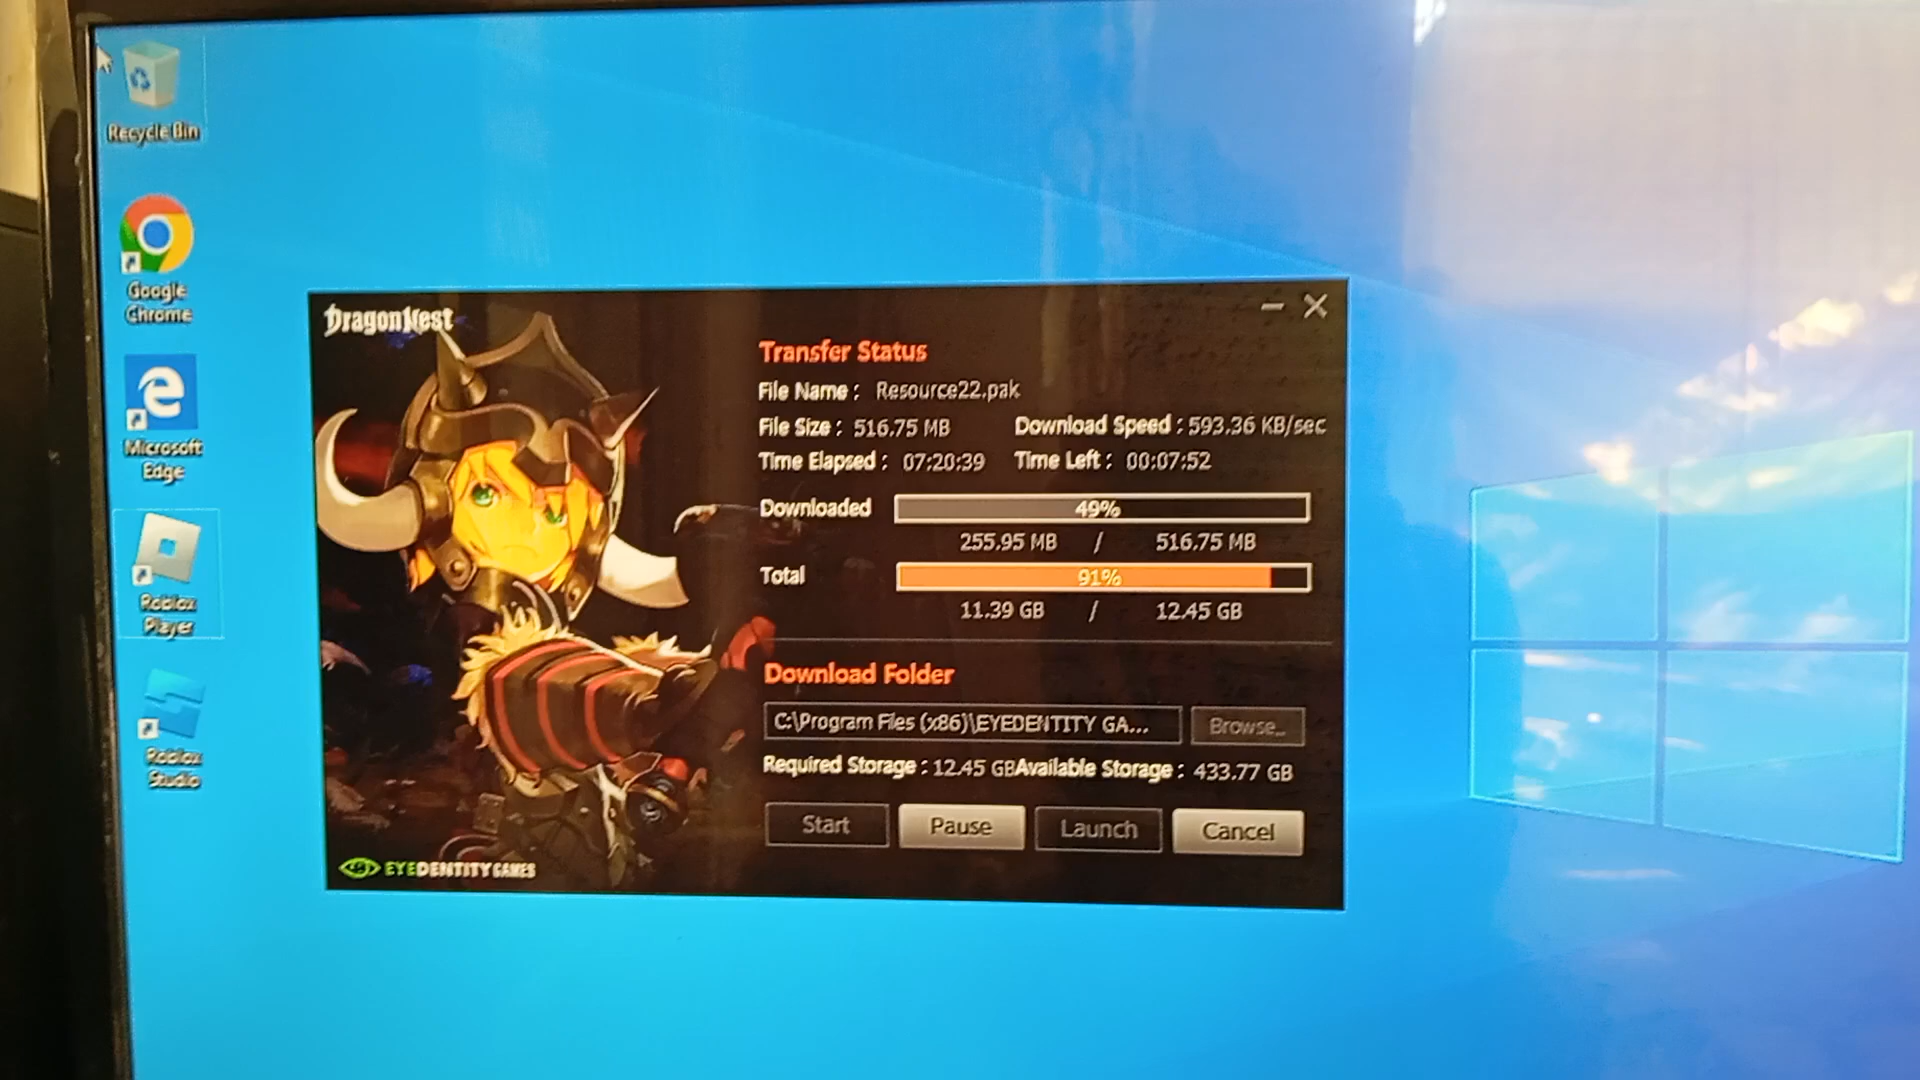 Recycle Bin
Google
Chrome
Microsoft
Edge
Roblox
Player
Roblox
Studio
DragonNest
Transfer Status
File Name : Resource22.pak
File Size : 516.75 MB Download Speed : 593.36 KB/sec
Time Elapsed : 07:20:39 Time Left : 00:07:52
Downloaded 49%
255.95 MB / 516.75 MB
Total 91%
11.39 GB / 12.45 GB
Download Folder
C:\Program Files (x86)\EYEDENTITY GA... Browse...
Required Storage : 12.45 GB Available Storage : 433.77 GB
Start Pause Launch Cancel
EYEDENTITY GAMES